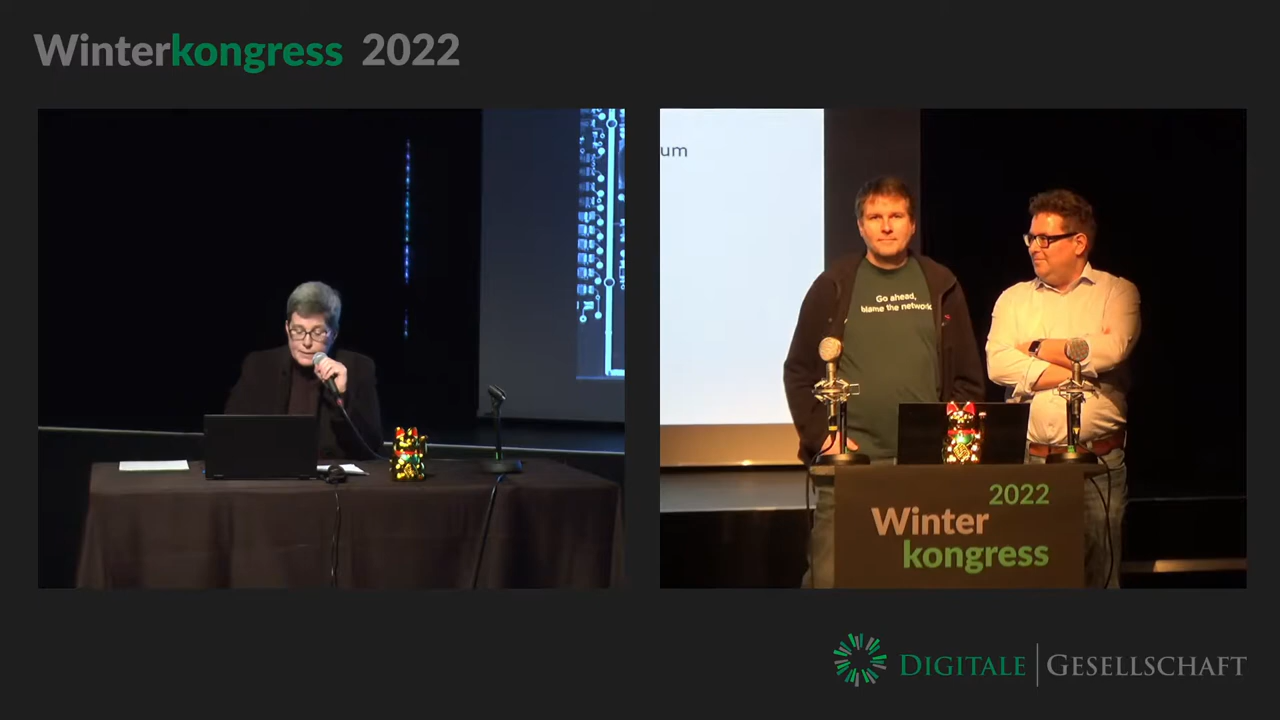 Winterkongress 2022
um
Go ahead,
blame the network
2022
Winter
kongress
DIGITALE | GESELLSCHAFT